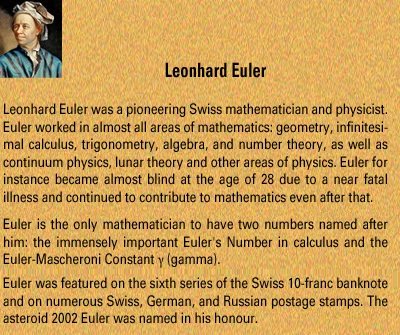 Leonhard Euler
Leonhard Euler was a pioneering Swiss mathematician and physicist.
Euler worked in almost all areas of mathematics: geometry, infinitesi-
mal calculus, trigonometry, algebra, and number theory, as well as
continuum physics, lunar theory and other areas of physics. Euler for
instance became almost blind at the age of 28 due to a near fatal
illness and continued to contribute to mathematics even after that.
Euler is the only mathematician to have two numbers named after
him: the immensely important Euler's Number in calculus and the
Euler-Mascheroni Constant γ (gamma).
Euler was featured on the sixth series of the Swiss 10-franc banknote
and on numerous Swiss, German, and Russian postage stamps. The
asteroid 2002 Euler was named in his honour.